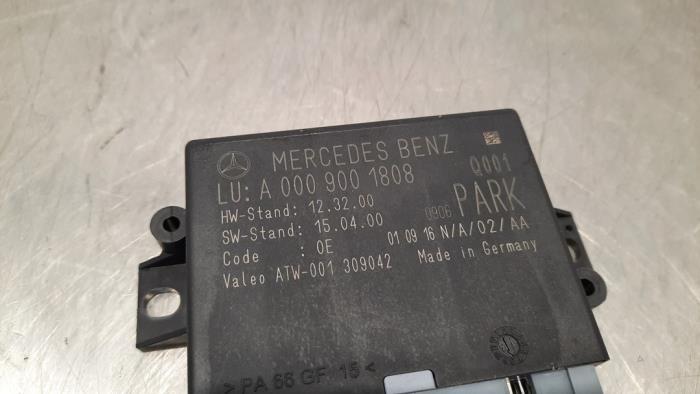 MERCEDES BENZ
LU: A 000 900 1808 Q001
HW-Stand: 12.32.00 0906 PARK
SW-Stand: 15.04.00
Code : 0E 01 09 16 N/A/02/AA
Valeo ATW-001 309042 Made in Germany
>PA 66 GF 15<